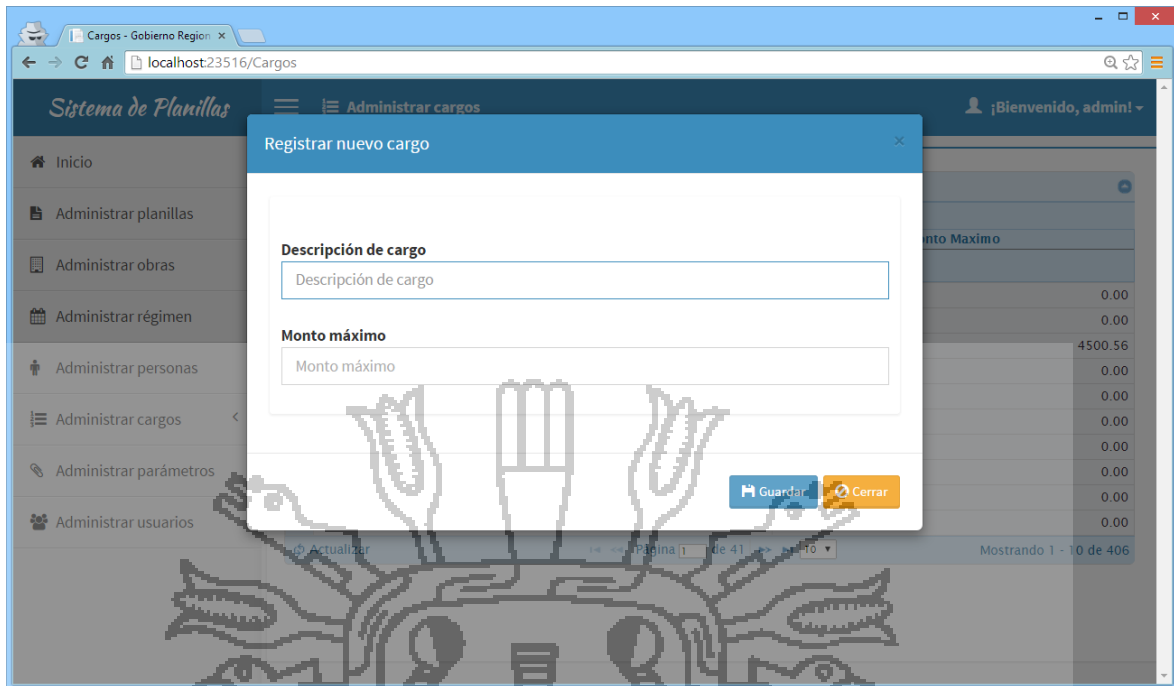 Cargos - Gobierno Region
localhost:23516/Cargos
Sistema de Planillas
Administrar cargos
¡Bienvenido, admin!
Registrar nuevo cargo
Inicio
Administrar planillas
Administrar obras
Administrar régimen
Administrar personas
Administrar cargos
Administrar parámetros
Administrar usuarios
Descripción de cargo
Descripción de cargo
Monto máximo
Monto máximo
Guardar Cerrar
Maximo
0.00
0.00
4500.56
0.00
0.00
0.00
0.00
0.00
0.00
0.00
Actualizar Página 1 de 41 10 Mostrando 1 - 10 de 406